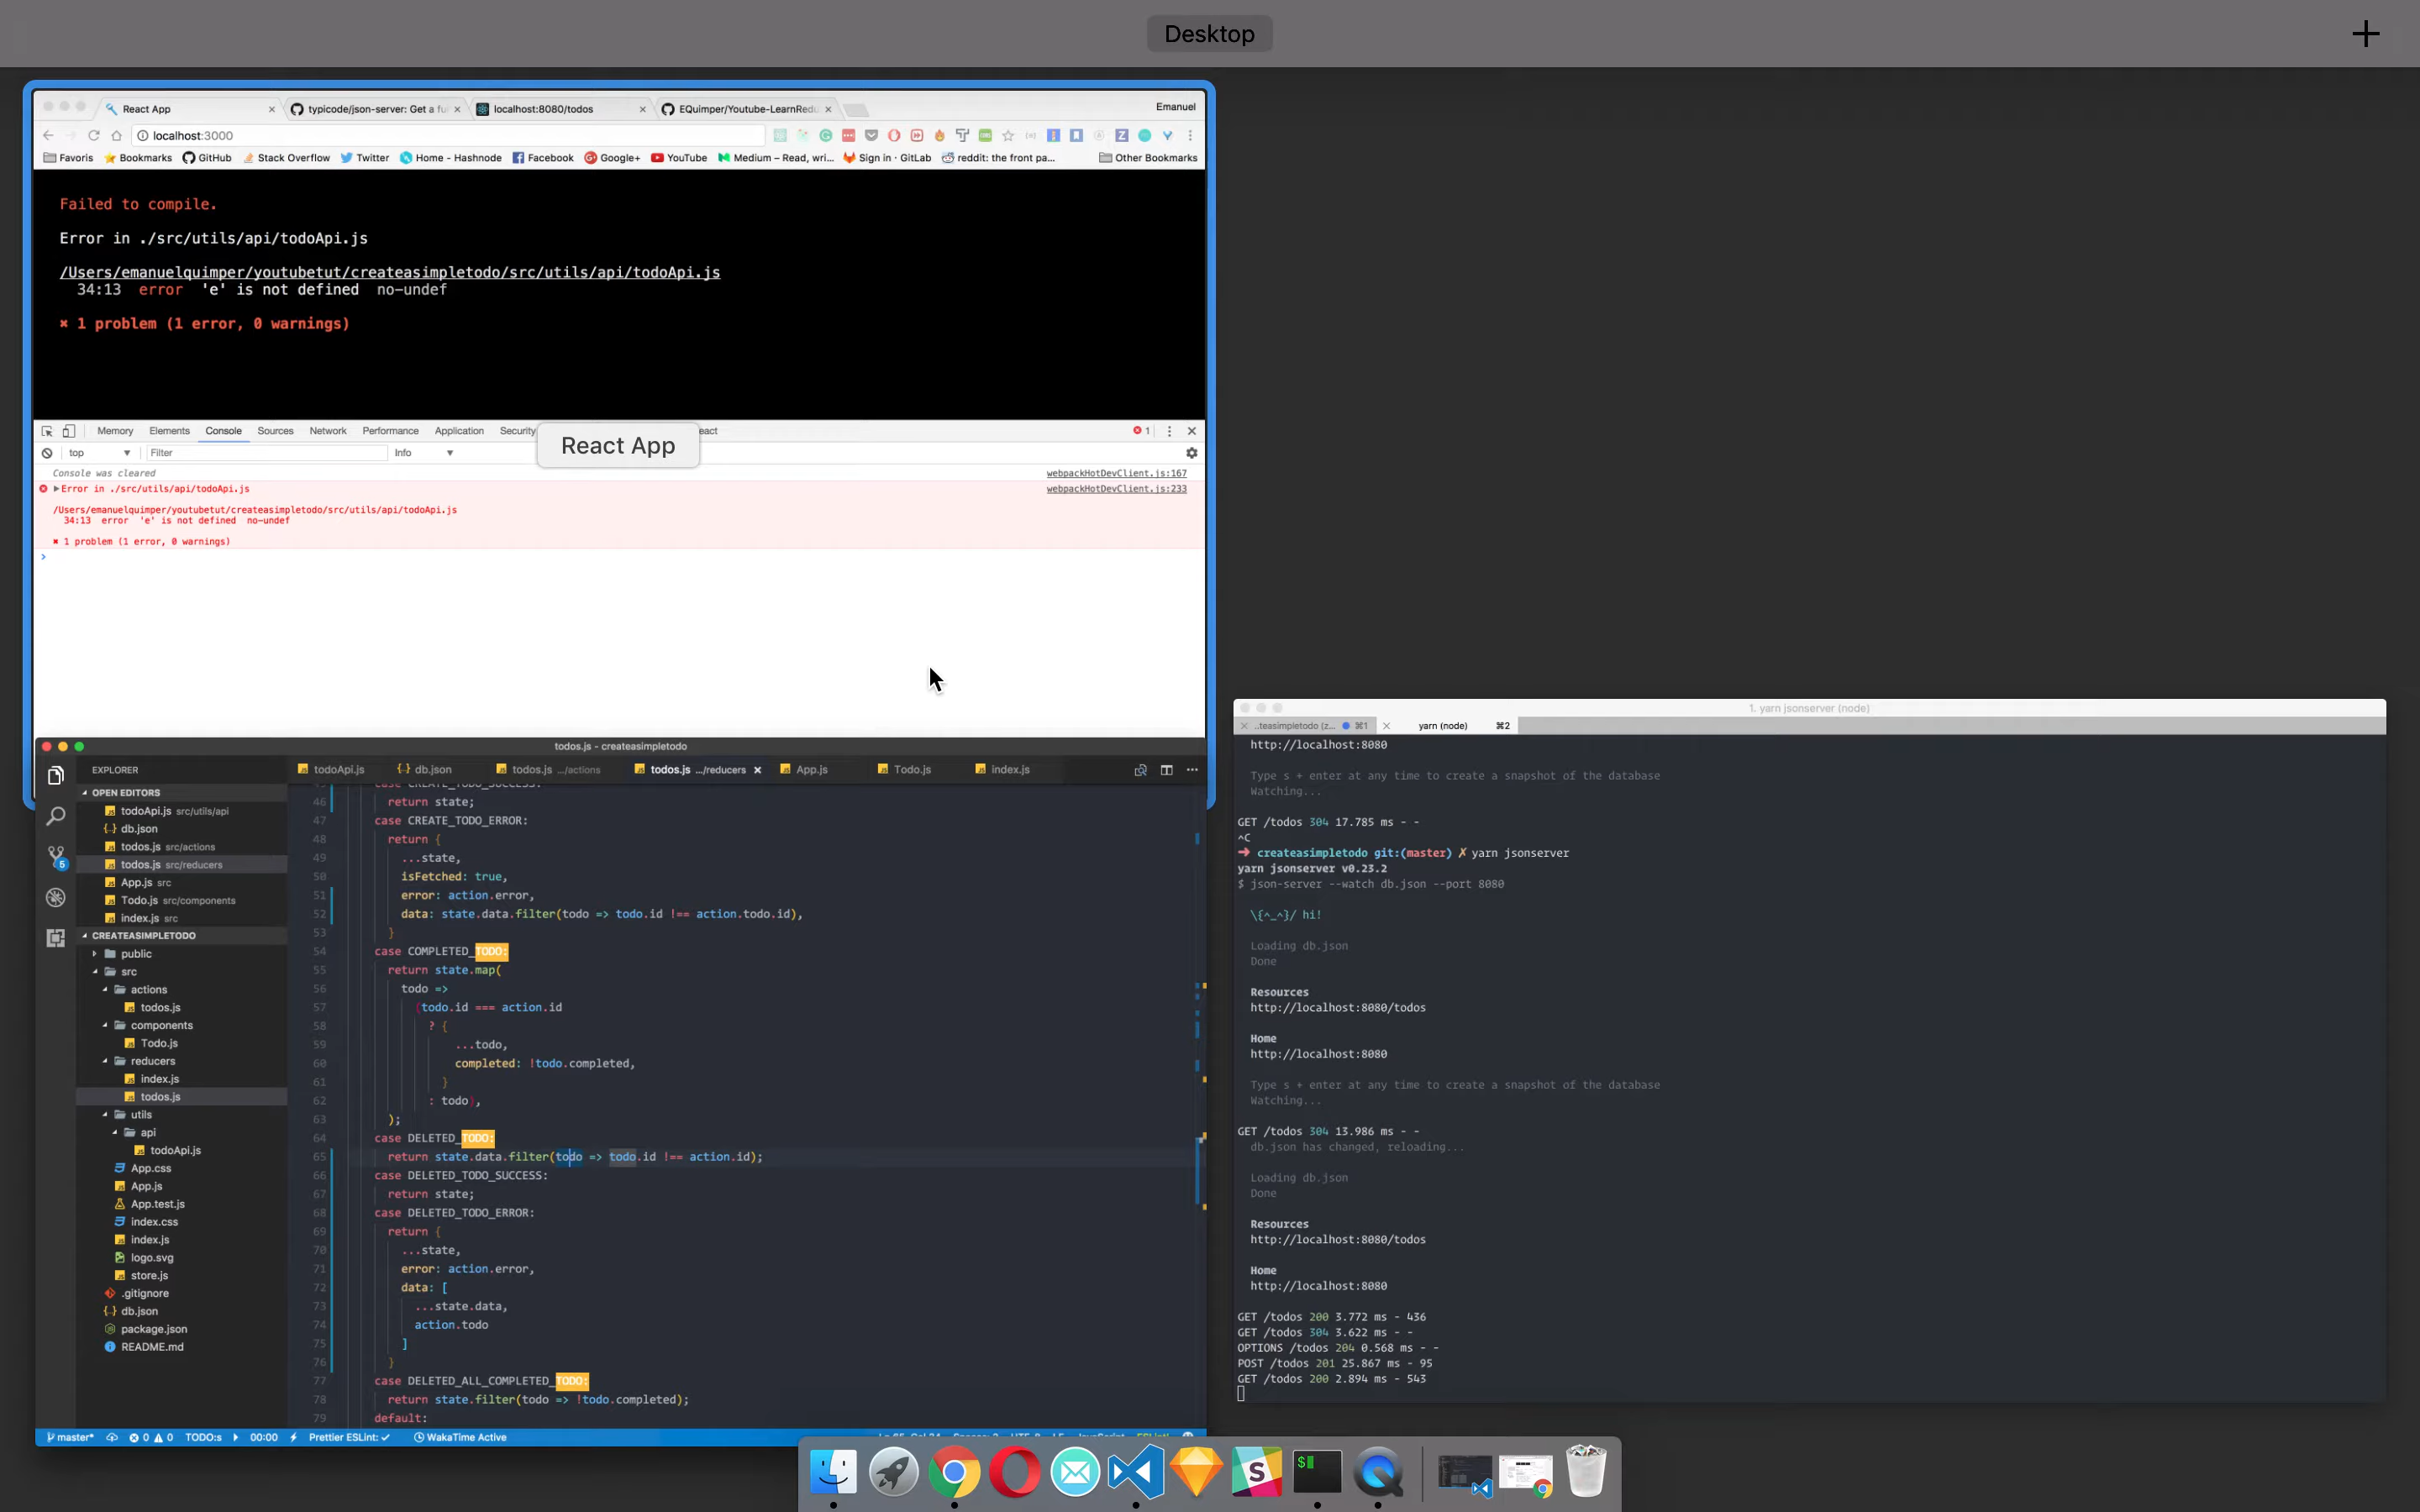 Desktop
React App
typicode/json-server: Get a fu
localhost:8080/todos
EQuimper/Youtube-LearnRedu
Emanuel
localhost:3000
Favoris
Bookmarks
GitHub
Stack Overflow
Twitter
Home - Hashnode
Facebook
Google+
YouTube
Medium – Read, wri...
Sign in · GitLab
reddit: the front pa...
Other Bookmarks
Failed to compile.
Error in ./src/utils/api/todoApi.js
/Users/emanuelquimper/youtubetut/createasimpletodo/src/utils/api/todoApi.js
34:13 error 'e' is not defined no-undef
✖ 1 problem (1 error, 0 warnings)
Memory Elements Console Sources Network Performance Application Security eact
1
React App
top Filter Info
Console was cleared webpackHotDevClient.js:167
▶Error in ./src/utils/api/todoApi.js webpackHotDevClient.js:233
/Users/emanuelquimper/youtubetut/createasimpletodo/src/utils/api/todoApi.js
34:13 error 'e' is not defined no-undef
✖ 1 problem (1 error, 0 warnings)
>
todos.js - createasimpletodo
EXPLORER
OPEN EDITORS
todoApi.js src/utils/api
db.json
todos.js src/actions
todos.js src/reducers
App.js src
Todo.js src/components
index.js src
CREATEASIMPLETODO
public
src
actions
todos.js
components
Todo.js
reducers
index.js
todos.js
utils
api
todoApi.js
App.css
App.js
App.test.js
index.css
index.js
logo.svg
store.js
.gitignore
db.json
package.json
README.md
5
todoApi.js
db.json
todos.js .../actions
todos.js .../reducers
App.js
Todo.js
index.js
case CREATE_TODO_SUCCESS:
46 return state;
47 case CREATE_TODO_ERROR:
48 return {
49 ...state,
50 isFetched: true,
51 error: action.error,
52 data: state.data.filter(todo => todo.id !== action.todo.id),
53 }
54 case COMPLETED_TODO:
55 return state.map(
56 todo =>
57 (todo.id === action.id
58 ? {
59 ...todo,
60 completed: !todo.completed,
61 }
62 : todo),
63 );
64 case DELETED_TODO:
65 return state.data.filter(todo => todo.id !== action.id);
66 case DELETED_TODO_SUCCESS:
67 return state;
68 case DELETED_TODO_ERROR:
69 return {
70 ...state,
71 error: action.error,
72 data: [
73 ...state.data,
74 action.todo
75 ]
76 }
77 case DELETED_ALL_COMPLETED_TODO:
78 return state.filter(todo => !todo.completed);
79 default:
master* 0 0 TODO:s 00:00 Prettier ESLint: ✓ WakaTime Active
1. yarn jsonserver (node)
..teasimpletodo (z... ⌘1
yarn (node) ⌘2
http://localhost:8080
Type s + enter at any time to create a snapshot of the database
Watching...
GET /todos 304 17.785 ms - -
^C
➜ createasimpletodo git:(master) ✗ yarn jsonserver
yarn jsonserver v0.23.2
$ json-server --watch db.json --port 8080
\{^_^}/ hi!
Loading db.json
Done
Resources
http://localhost:8080/todos
Home
http://localhost:8080
Type s + enter at any time to create a snapshot of the database
Watching...
GET /todos 304 13.986 ms - -
db.json has changed, reloading...
Loading db.json
Done
Resources
http://localhost:8080/todos
Home
http://localhost:8080
GET /todos 200 3.772 ms - 436
GET /todos 304 3.622 ms - -
OPTIONS /todos 204 0.568 ms - -
POST /todos 201 25.867 ms - 95
GET /todos 200 2.894 ms - 543